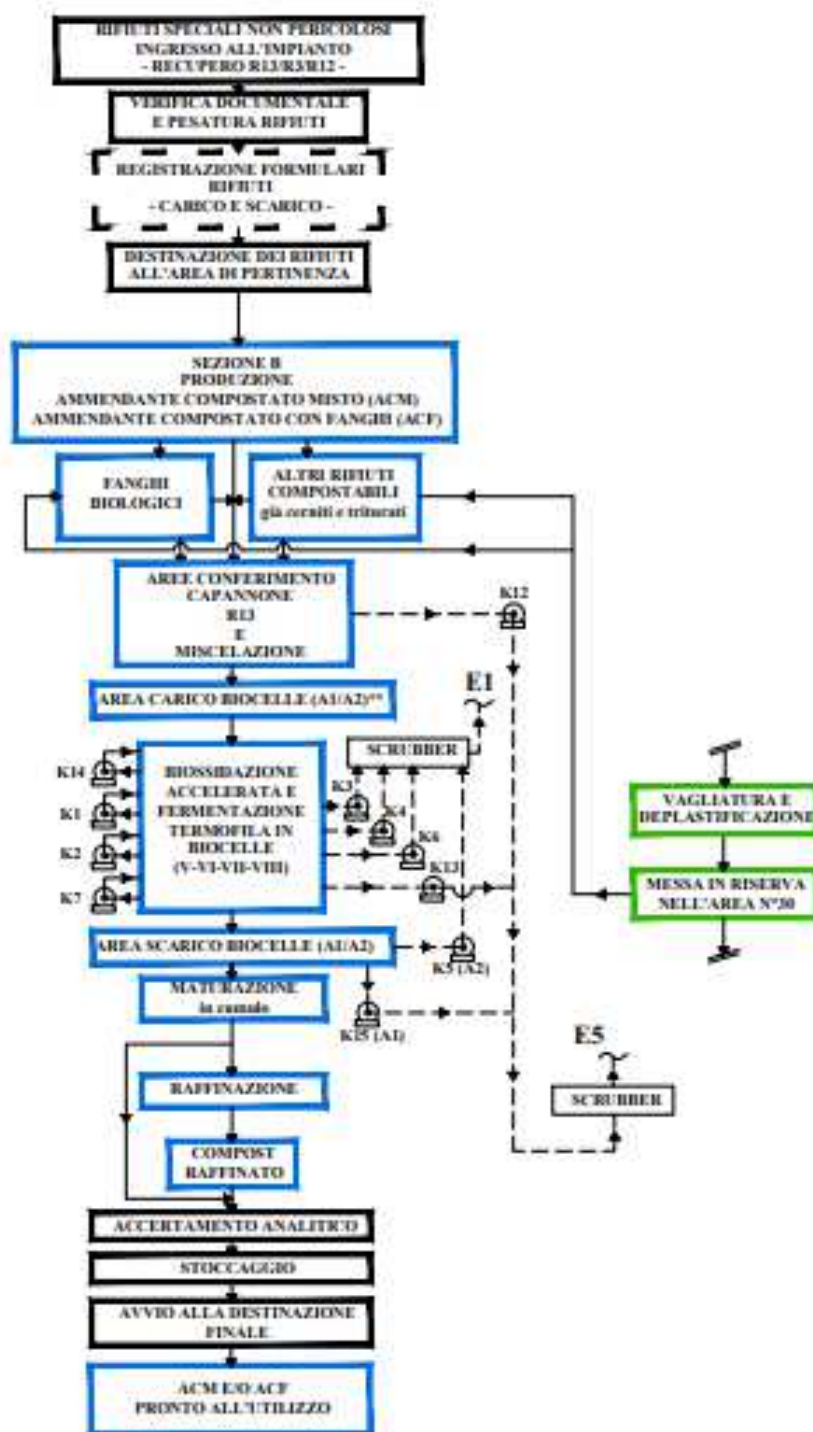 RIFIUTI SPECIALI NON PERICOLOSI
INGRESSO ALL'IMPIANTO
- RECUPERO R13/R3/R12 -
VERIFICA DOCUMENTALE
E PESATURA RIFIUTI
REGISTRAZIONE FORMULARI
RIFIUTI
- CARICO E SCARICO -
DESTINAZIONE DEI RIFIUTI
ALL'AREA DI PERTINENZA
SEZIONE B
PRODUZIONE
AMMENDANTE COMPOSTATO MISTO (ACM)
AMMENDANTE COMPOSTATO CON FANGHI (ACF)
FANGHI
BIOLOGICI
ALTRI RIFIUTI
COMPOSTABILI
già cerniti e triturati
AREE CONFERIMENTO
CAPANNONE
R13
E
MISCELAZIONE
K12
AREA CARICO BIOCELLE (A1/A2)**
E1
SCRUBBER
BIOSSIDAZIONE
ACCELERATA E
FERMENTAZIONE
TERMOFILA IN
BIOCELLE
(V-VI-VII-VIII)
K14
K1
K2
K7
K3
K4
K6
K13
VAGLIATURA E
DEPLASTIFICAZIONE
MESSA IN RISERVA
NELL'AREA N°30
AREA SCARICO BIOCELLE (A1/A2)
K5 (A2)
MATURAZIONE
in cumulo
K15 (A1)
E5
SCRUBBER
RAFFINAZIONE
COMPOST
RAFFINATO
ACCERTAMENTO ANALITICO
STOCCAGGIO
AVVIO ALLA DESTINAZIONE
FINALE
ACM E/O ACF
PRONTO ALL'UTILIZZO